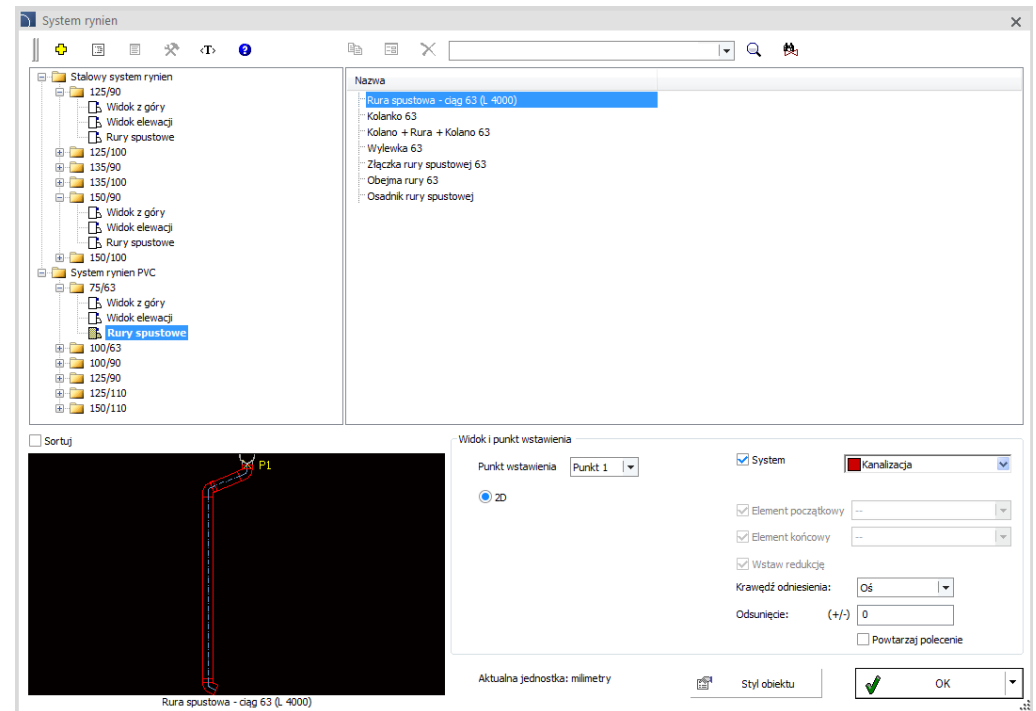 System rynien
‹T›
Stalowy system rynien
125/90
Widok z góry
Widok elewacji
Rury spustowe
125/100
135/90
135/100
150/90
Widok z góry
Widok elewacji
Rury spustowe
150/100
System rynien PVC
75/63
Widok z góry
Widok elewacji
Rury spustowe
100/63
100/90
125/90
125/110
150/110
Nazwa
Rura spustowa - ciąg 63 (L 4000)
Kolanko 63
Kolano + Rura + Kolano 63
Wylewka 63
Złączka rury spustowej 63
Obejma rury 63
Osadnik rury spustowej
Sortuj
P1
Rura spustowa - ciąg 63 (L 4000)
Widok i punkt wstawienia
Punkt wstawienia Punkt 1
2D
System Kanalizacja
Element początkowy --
Element końcowy --
Wstaw redukcję
Krawędź odniesienia: Oś
Odsunięcie: (+/-) 0
Powtarzaj polecenie
Aktualna jednostka: milimetry
Styl obiektu
OK